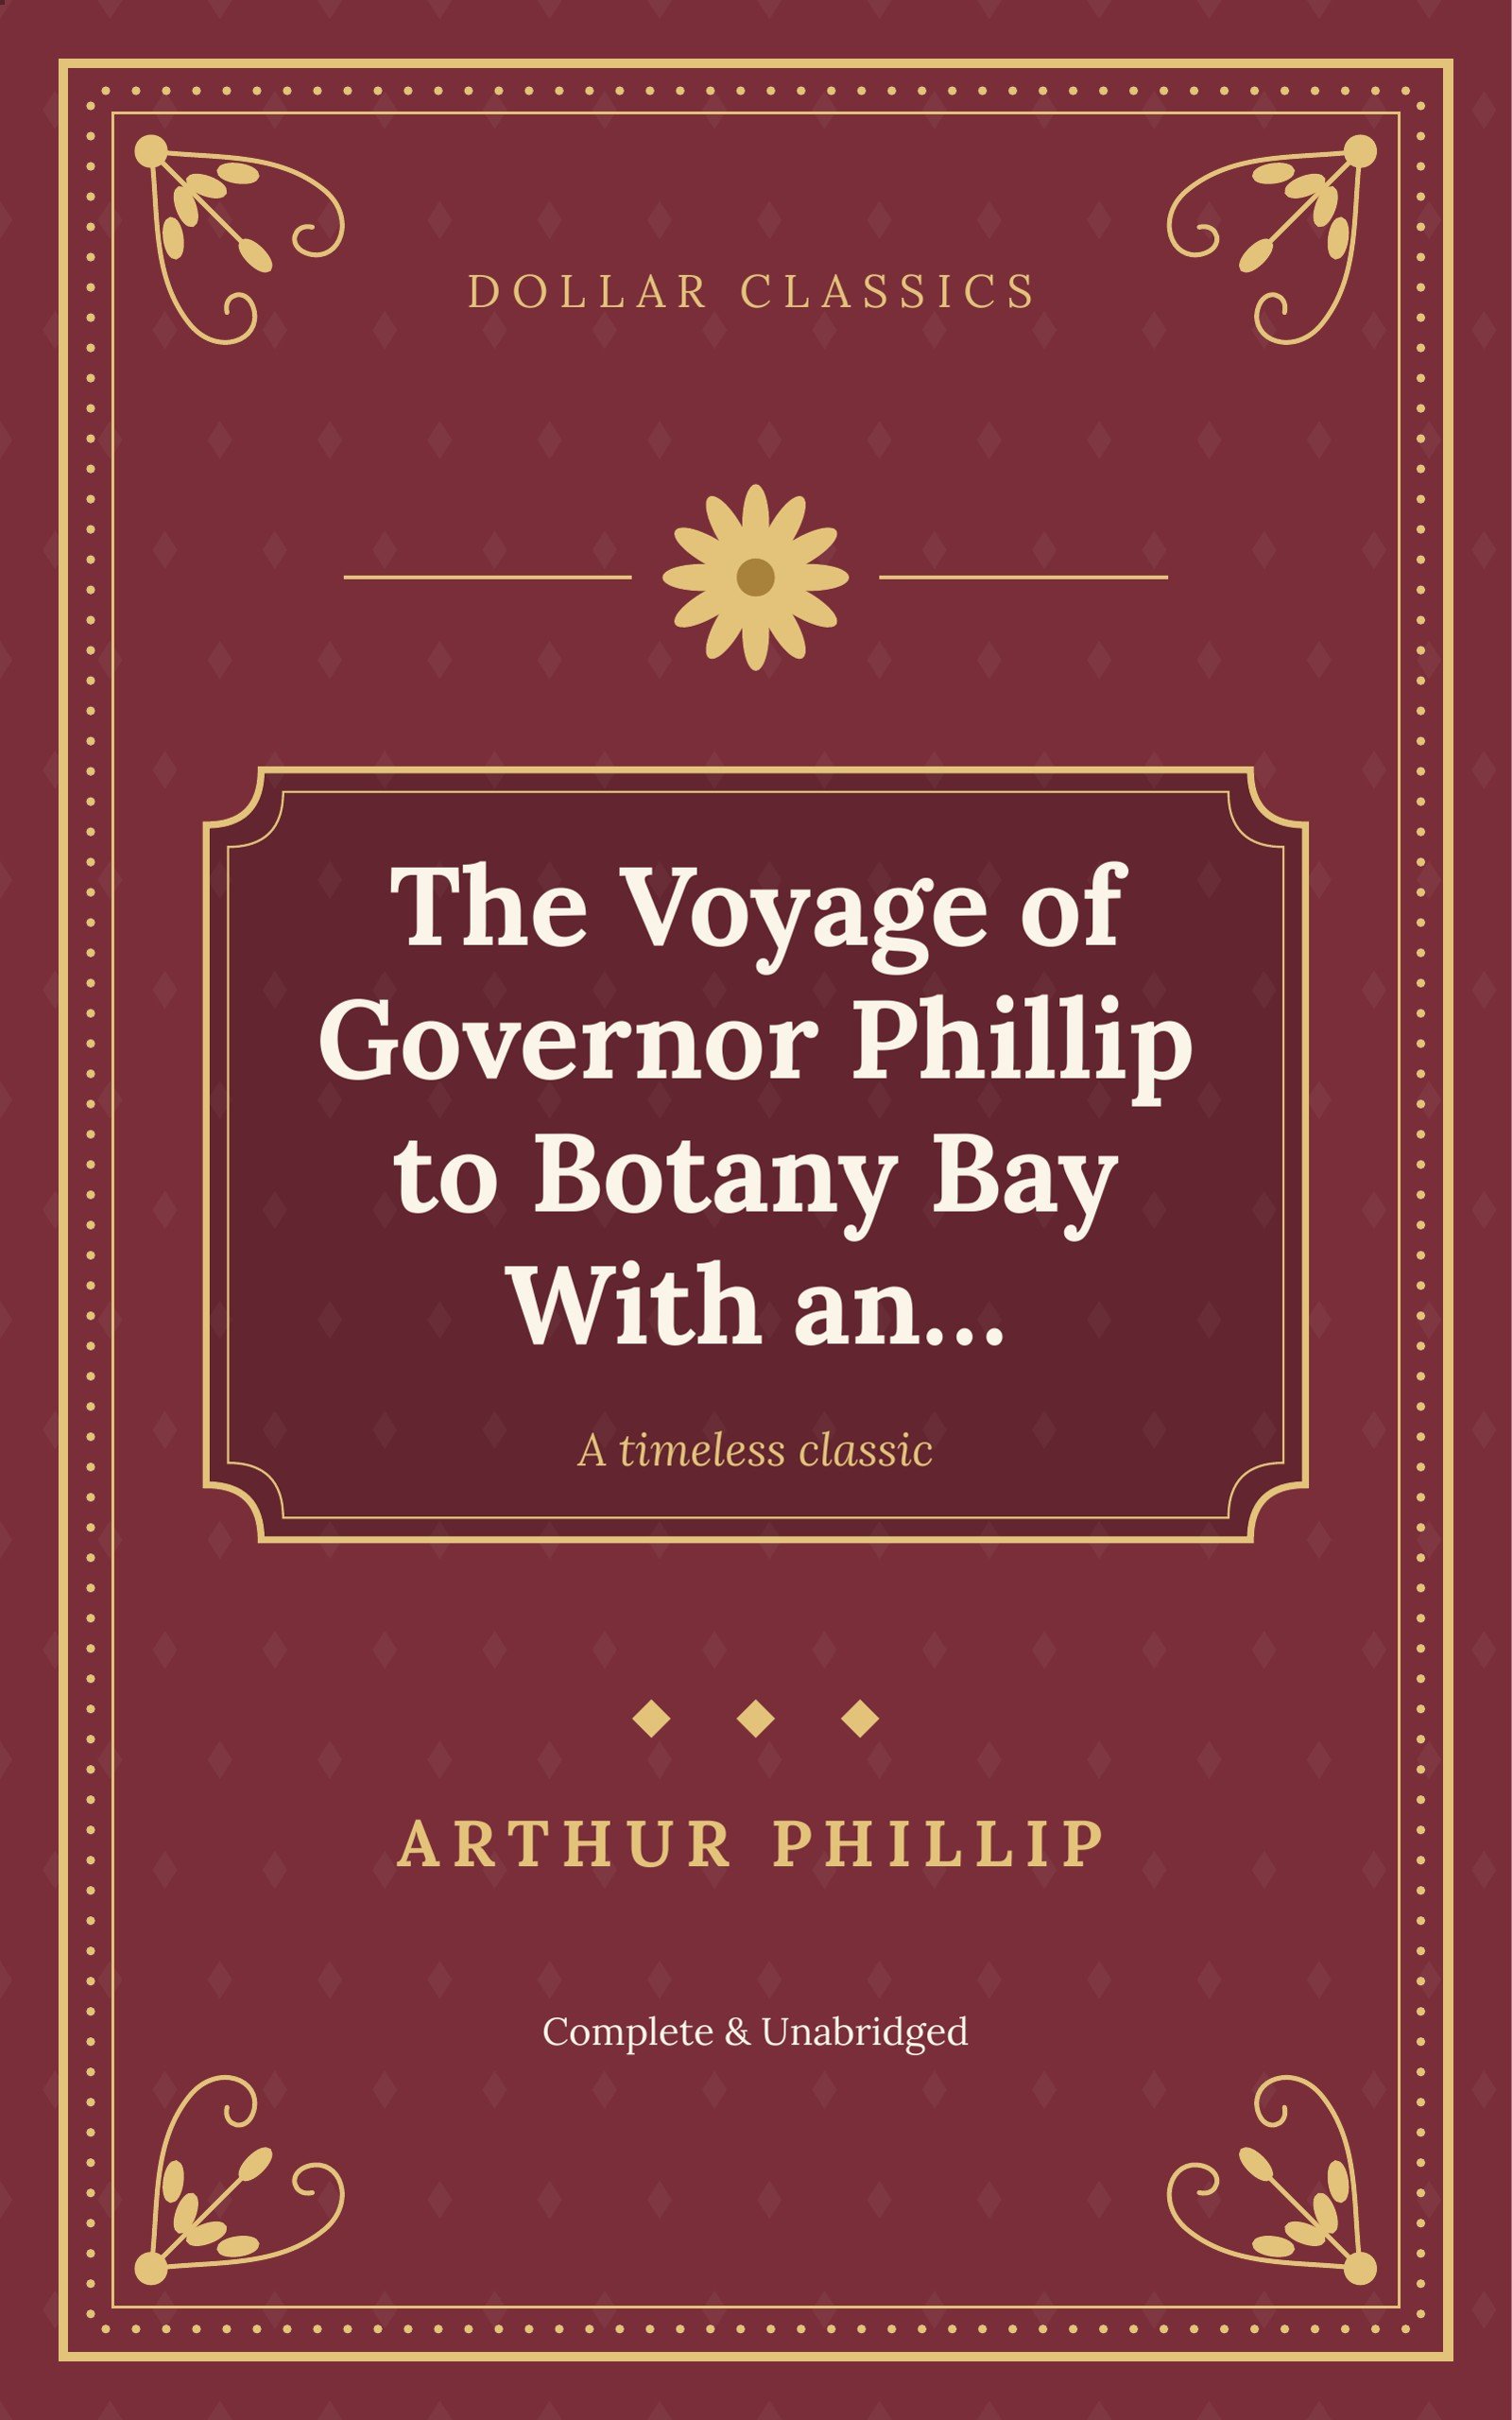 DOLLAR CLASSICS
The Voyage of
Governor Phillip
to Botany Bay
With an...
A timeless classic
ARTHUR PHILLIP
Complete & Unabridged